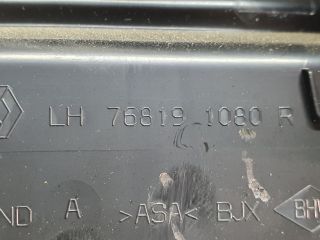 LH 76819 1080 R
ND A >ASA< BJX BH